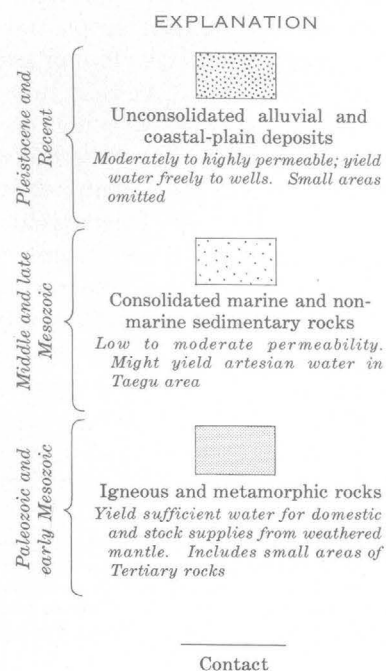 EXPLANATION
Pleistocene and
Recent
Unconsolidated alluvial and
coastal-plain deposits
Moderately to highly permeable; yield
water freely to wells. Small areas
omitted
Middle and late
Mesozoic
Consolidated marine and non-
marine sedimentary rocks
Low to moderate permeability.
Might yield artesian water in
Taegu area
Paleozoic and
early Mesozoic
Igneous and metamorphic rocks
Yield sufficient water for domestic
and stock supplies from weathered
mantle. Includes small areas of
Tertiary rocks
Contact